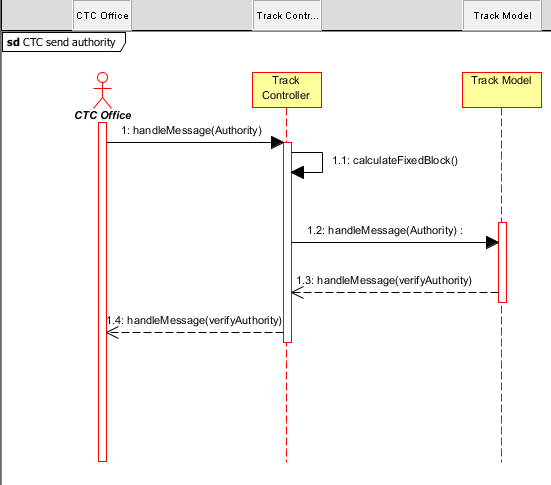 CTC Office
Track Contr...
Track Model
sd CTC send authority
Track
Controller
Track Model
CTC Office
1: handleMessage(Authority)
1.1: calculateFixedBlock()
1.2: handleMessage(Authority) :
1.3: handleMessage(verifyAuthority)
1.4: handleMessage(verifyAuthority)